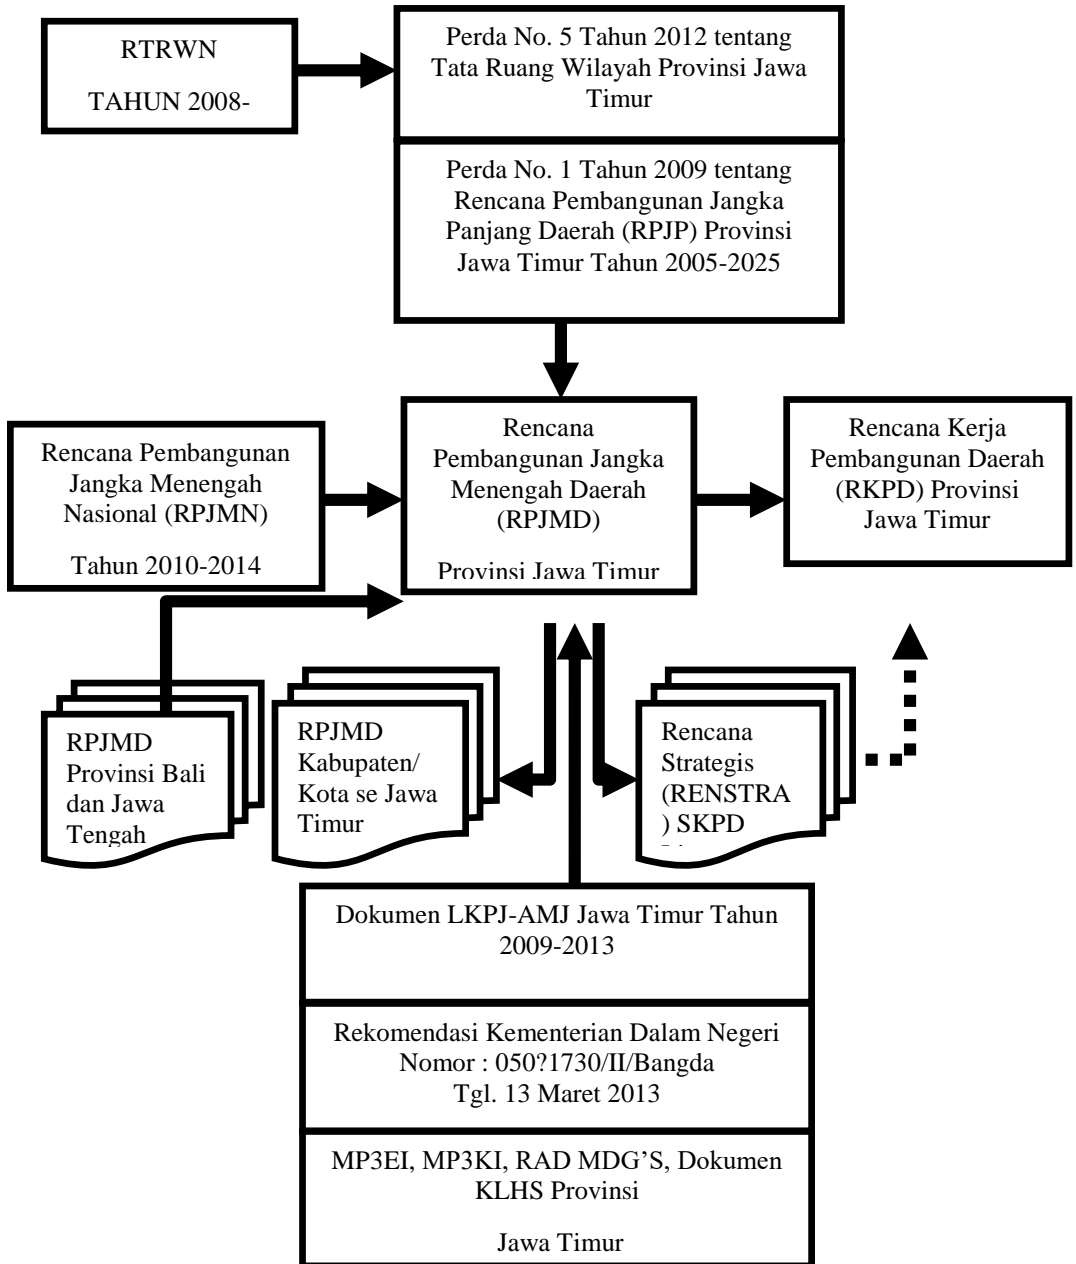 RTRWN
TAHUN 2008-
Perda No. 5 Tahun 2012 tentang
Tata Ruang Wilayah Provinsi Jawa
Timur
Perda No. 1 Tahun 2009 tentang
Rencana Pembangunan Jangka
Panjang Daerah (RPJP) Provinsi
Jawa Timur Tahun 2005-2025
Rencana Pembangunan
Jangka Menengah
Nasional (RPJMN)
Tahun 2010-2014
Rencana
Pembangunan Jangka
Menengah Daerah
(RPJMD)
Provinsi Jawa Timur
Rencana Kerja
Pembangunan Daerah
(RKPD) Provinsi
Jawa Timur
RPJMD
Provinsi Bali
dan Jawa
Tengah
RPJMD
Kabupaten/
Kota se Jawa
Timur
Rencana
Strategis
(RENSTRA
) SKPD
Dokumen LKPJ-AMJ Jawa Timur Tahun
2009-2013
Rekomendasi Kementerian Dalam Negeri
Nomor : 050?1730/II/Bangda
Tgl. 13 Maret 2013
MP3EI, MP3KI, RAD MDG'S, Dokumen
KLHS Provinsi
Jawa Timur